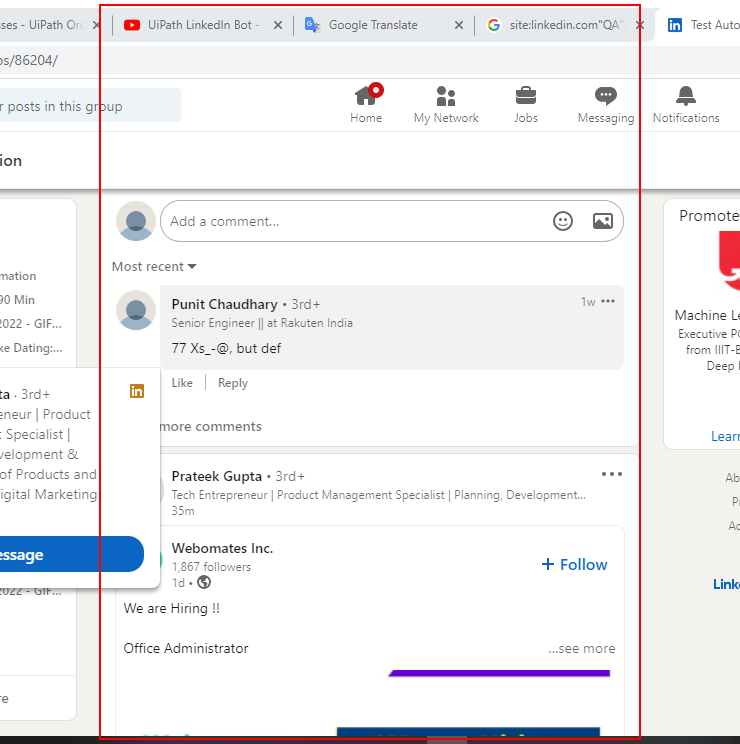 sses - UiPath Orc
UiPath LinkedIn Bot -
Google Translate
site:linkedin.com"QA"
Test Auto
ps/86204/
r posts in this group
Home
My Network
Jobs
Messaging
Notifications
ion
Add a comment...
Promote
Most recent
mation
90 Min
2022 - GIF...
ke Dating:...
Punit Chaudhary • 3rd+
1w
Senior Engineer || at Rakuten India
77 Xs_-@, but def
Like
Reply
more comments
Machine Le
Executive PG
from IIIT-B
Deep L
Learn
ta · 3rd+
eneur | Product
t Specialist |
velopment &
of Products and
igital Marketing
essage
Prateek Gupta • 3rd+
Tech Entrepreneur | Product Management Specialist | Planning, Development...
35m
Webomates Inc.
1,867 followers
1d •
+ Follow
We are Hiring !!
Office Administrator
...see more
2022 - GIF...
re
Ab
Ac
Linke